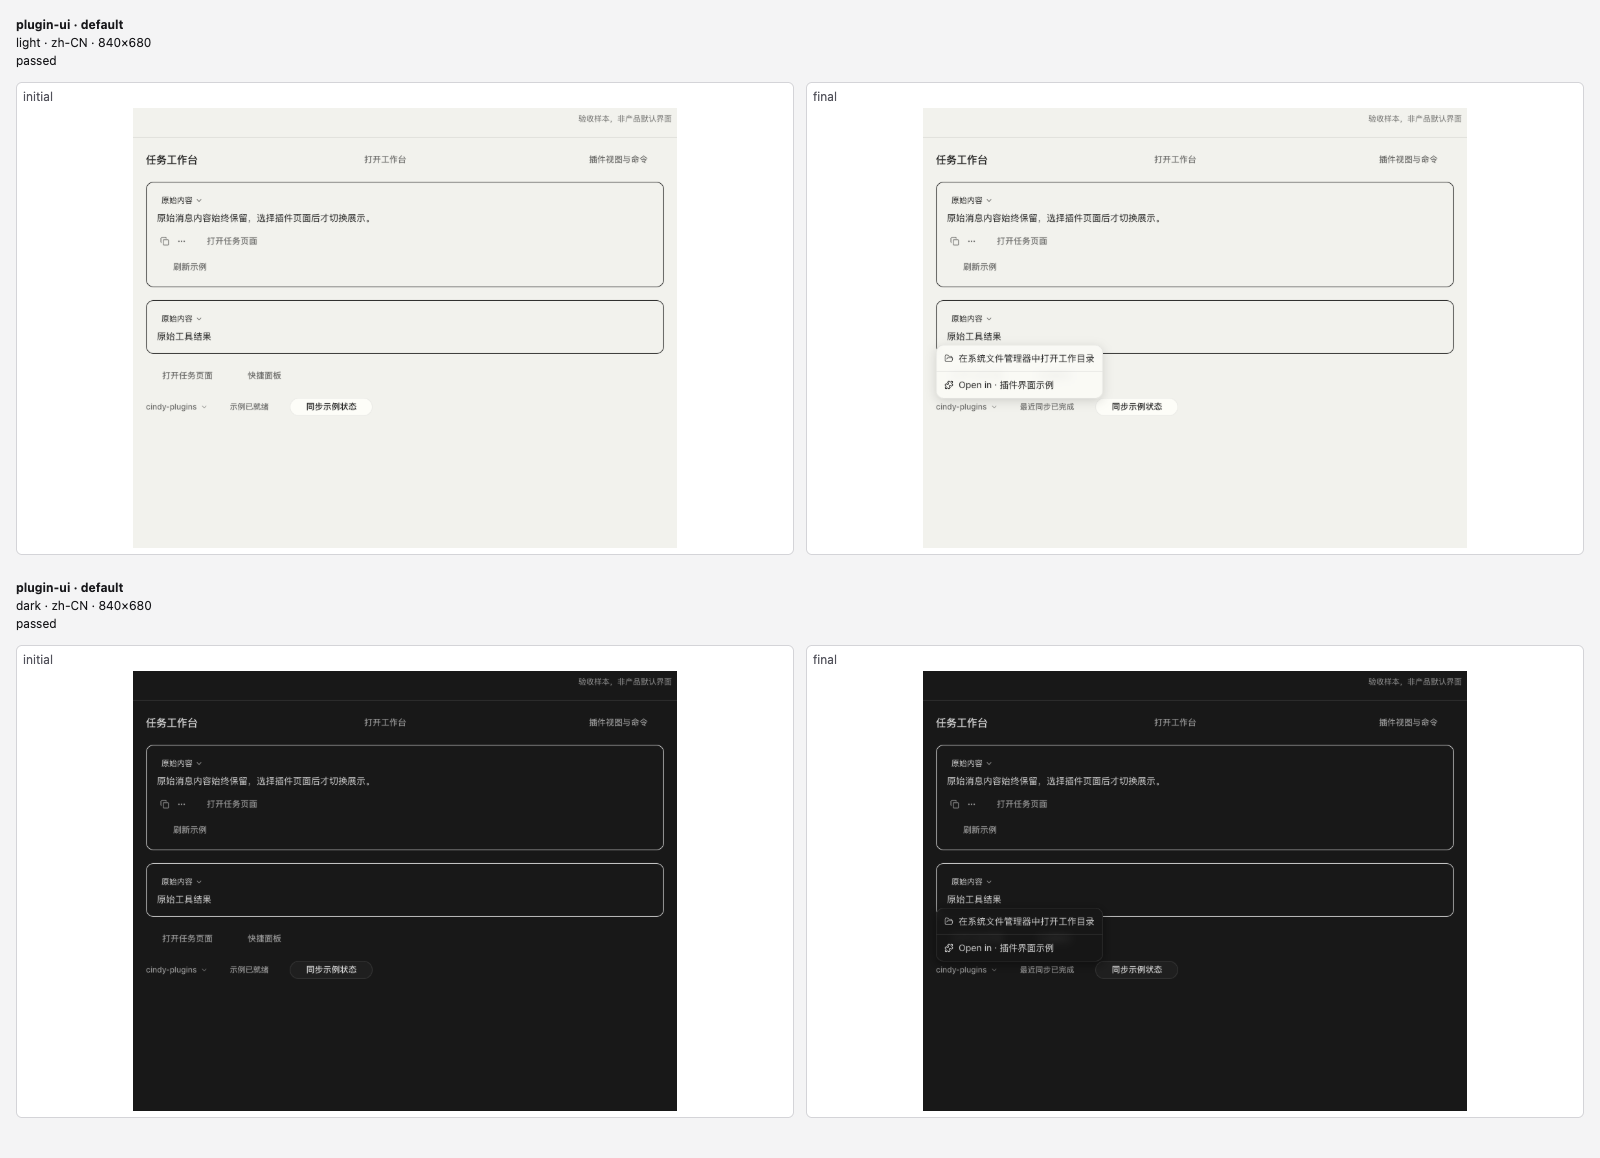 plugin-ui · default
light · zh-CN · 840×680
passed
initial
验收样本，非产品默认界面
任务工作台 打开工作台 插件视图与命令
原始内容
原始消息内容始终保留，选择插件页面后才切换展示。
打开任务页面
刷新示例
原始内容
原始工具结果
打开任务页面 快捷面板
cindy-plugins 示例已就绪 同步示例状态
final
验收样本，非产品默认界面
任务工作台 打开工作台 插件视图与命令
原始内容
原始消息内容始终保留，选择插件页面后才切换展示。
打开任务页面
刷新示例
原始内容
原始工具结果
在系统文件管理器中打开工作目录
Open in · 插件界面示例
cindy-plugins 最近同步已完成 同步示例状态
plugin-ui · default
dark · zh-CN · 840×680
passed
initial
验收样本，非产品默认界面
任务工作台 打开工作台 插件视图与命令
原始内容
原始消息内容始终保留，选择插件页面后才切换展示。
打开任务页面
刷新示例
原始内容
原始工具结果
打开任务页面 快捷面板
cindy-plugins 示例已就绪 同步示例状态
final
验收样本，非产品默认界面
任务工作台 打开工作台 插件视图与命令
原始内容
原始消息内容始终保留，选择插件页面后才切换展示。
打开任务页面
刷新示例
原始内容
原始工具结果
在系统文件管理器中打开工作目录
Open in · 插件界面示例
cindy-plugins 最近同步已完成 同步示例状态